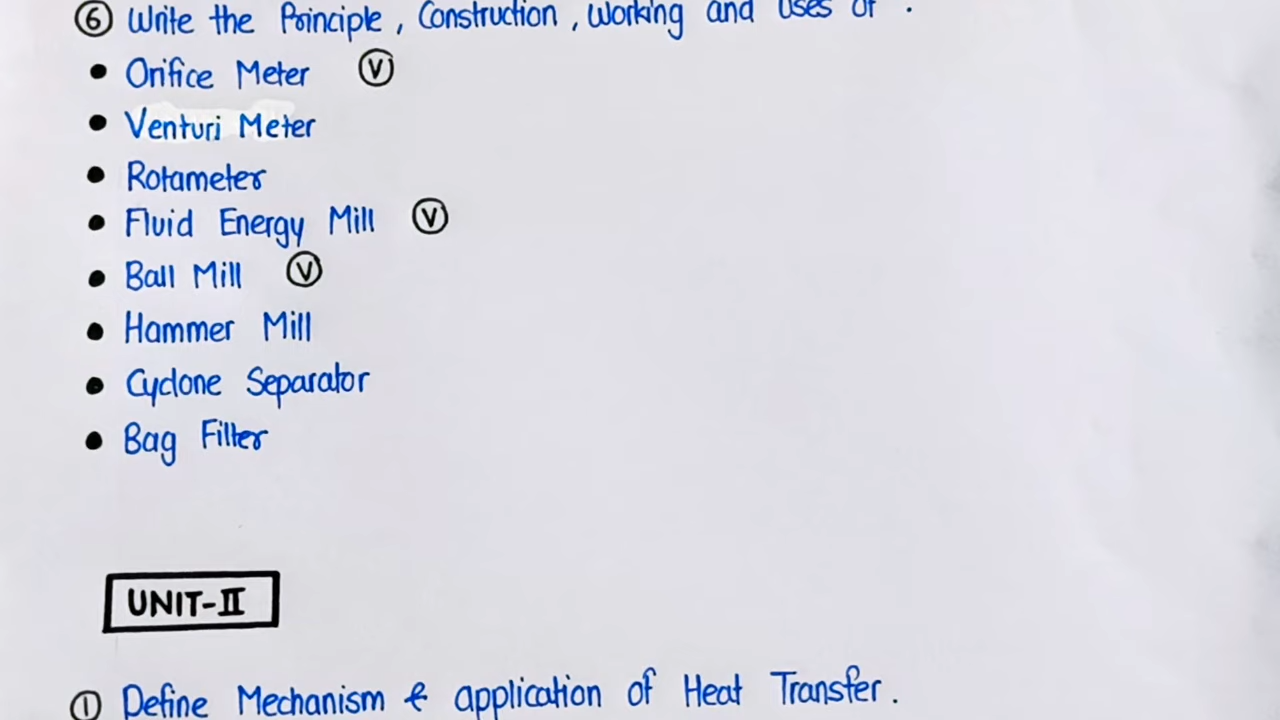 ⑥ Write the Principle, Construction, Working and Uses of .
• Orifice Meter Ⓥ
• Venturi Meter
• Rotameter
• Fluid Energy Mill Ⓥ
• Ball Mill Ⓥ
• Hammer Mill
• Cyclone Separator
• Bag Filter
UNIT-II
① Define Mechanism & application of Heat Transfer.